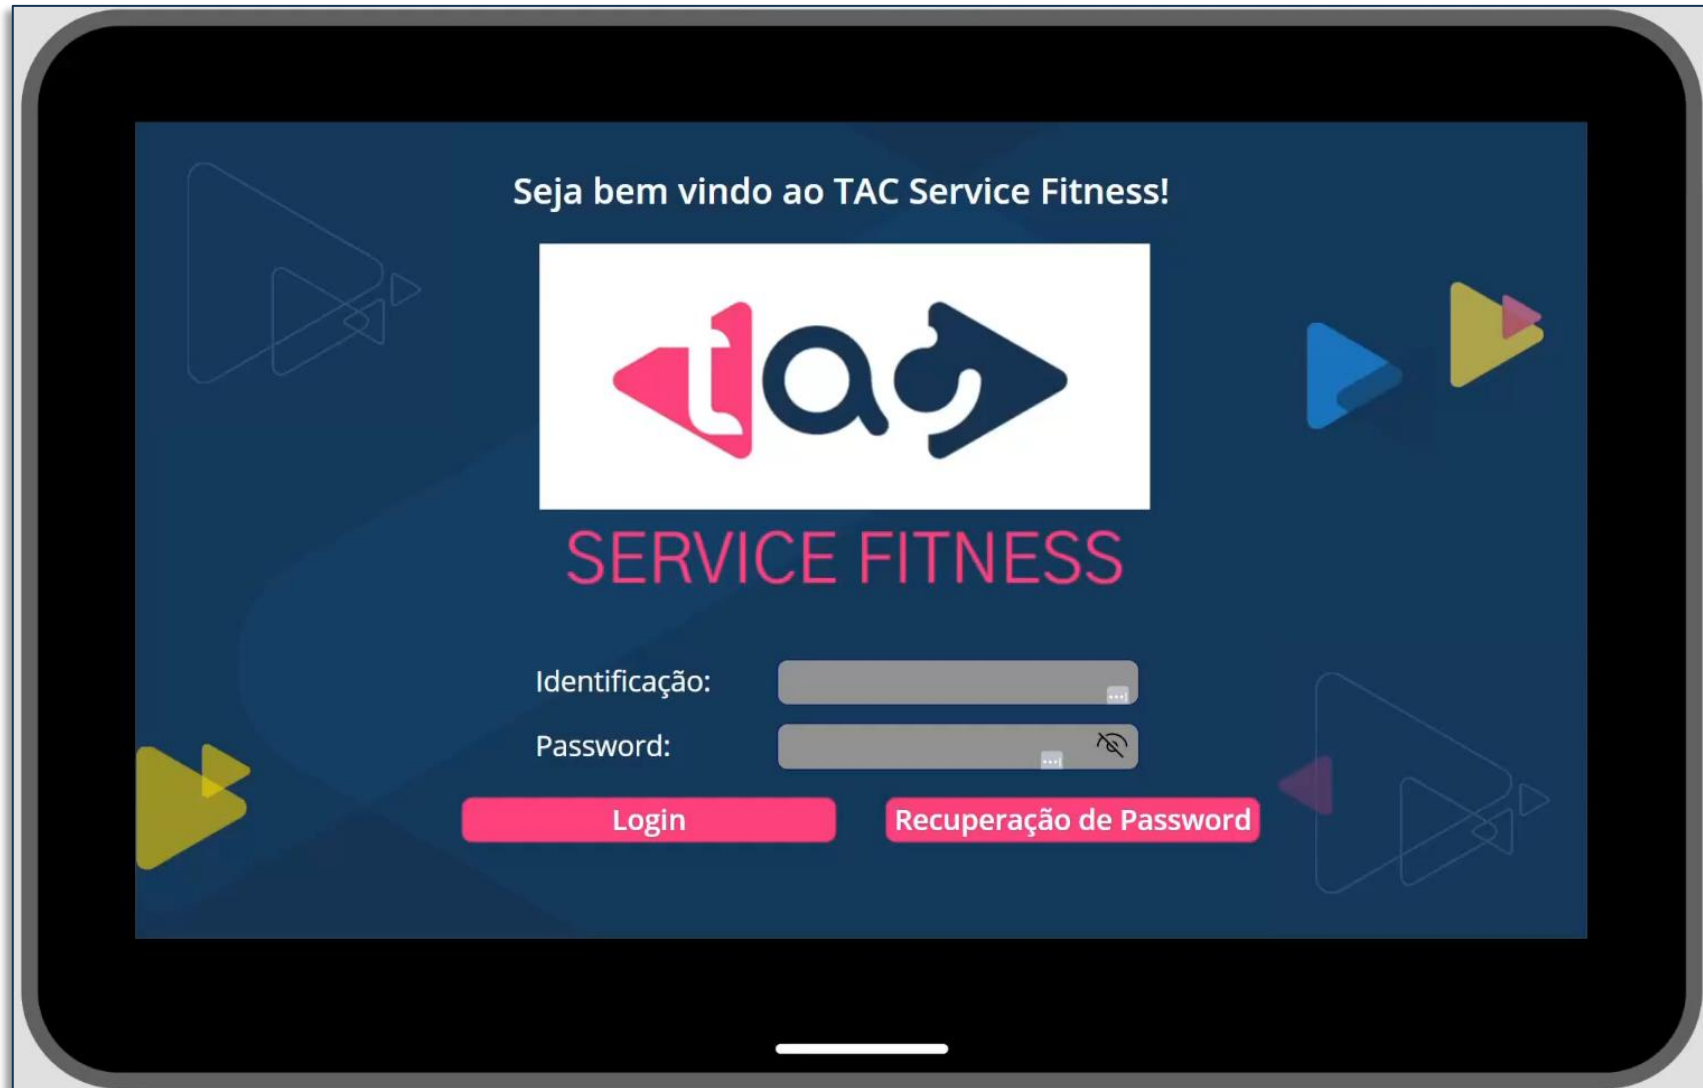 Seja bem vindo ao TAC Service Fitness!
tac
SERVICE FITNESS
Identificação:
Password:
Login
Recuperação de Password